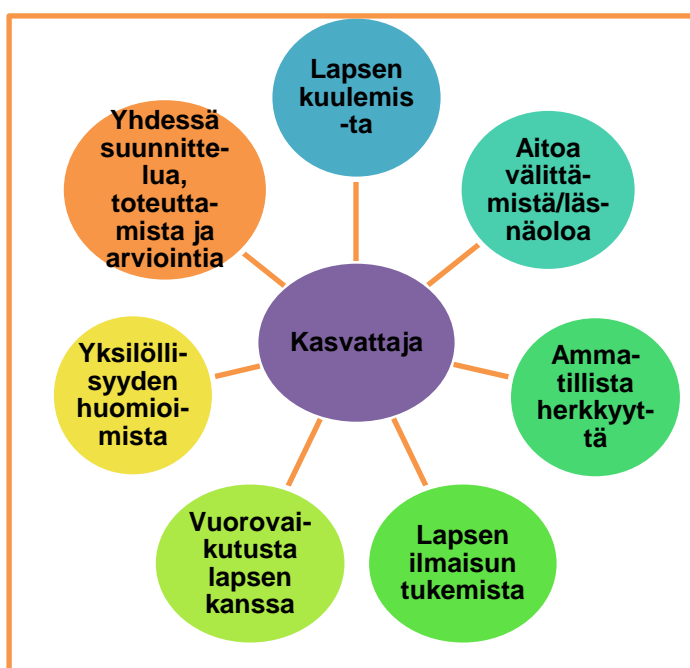 Lapsen
kuulemis
-ta
Aitoa
välittä-
mistä/läs-
näoloa
Amma-
tillista
herkkyyt-
tä
Lapsen
ilmaisun
tukemista
Vuorovai-
kutusta
lapsen
kanssa
Yksilölli-
syyden
huomioi-
mista
Yhdessä
suunnitte-
lua,
toteutta-
mista ja
arviointia
Kasvattaja